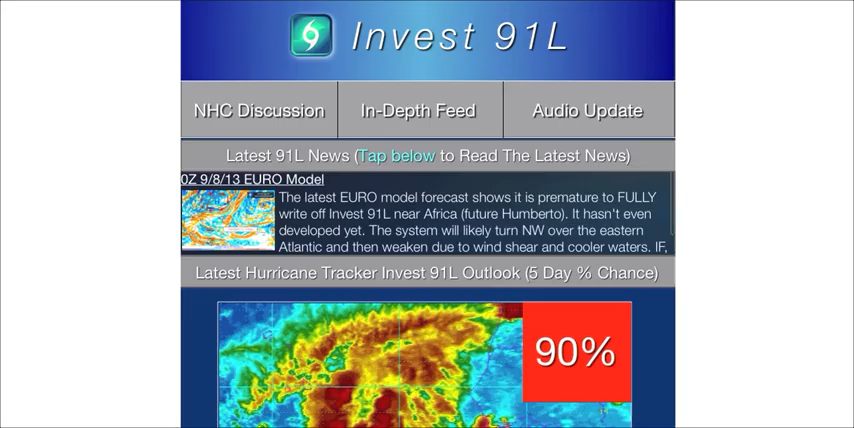 Invest 91L
NHC Discussion
In-Depth Feed
Audio Update
Latest 91L News (Tap below to Read The Latest News)
0Z 9/8/13 EURO Model
The latest EURO model forecast shows it is premature to FULLY
write off Invest 91L near Africa (future Humberto). It hasn't even
developed yet. The system will likely turn NW over the eastern
Atlantic and then weaken due to wind shear and cooler waters. IF,
Latest Hurricane Tracker Invest 91L Outlook (5 Day % Chance)
90%